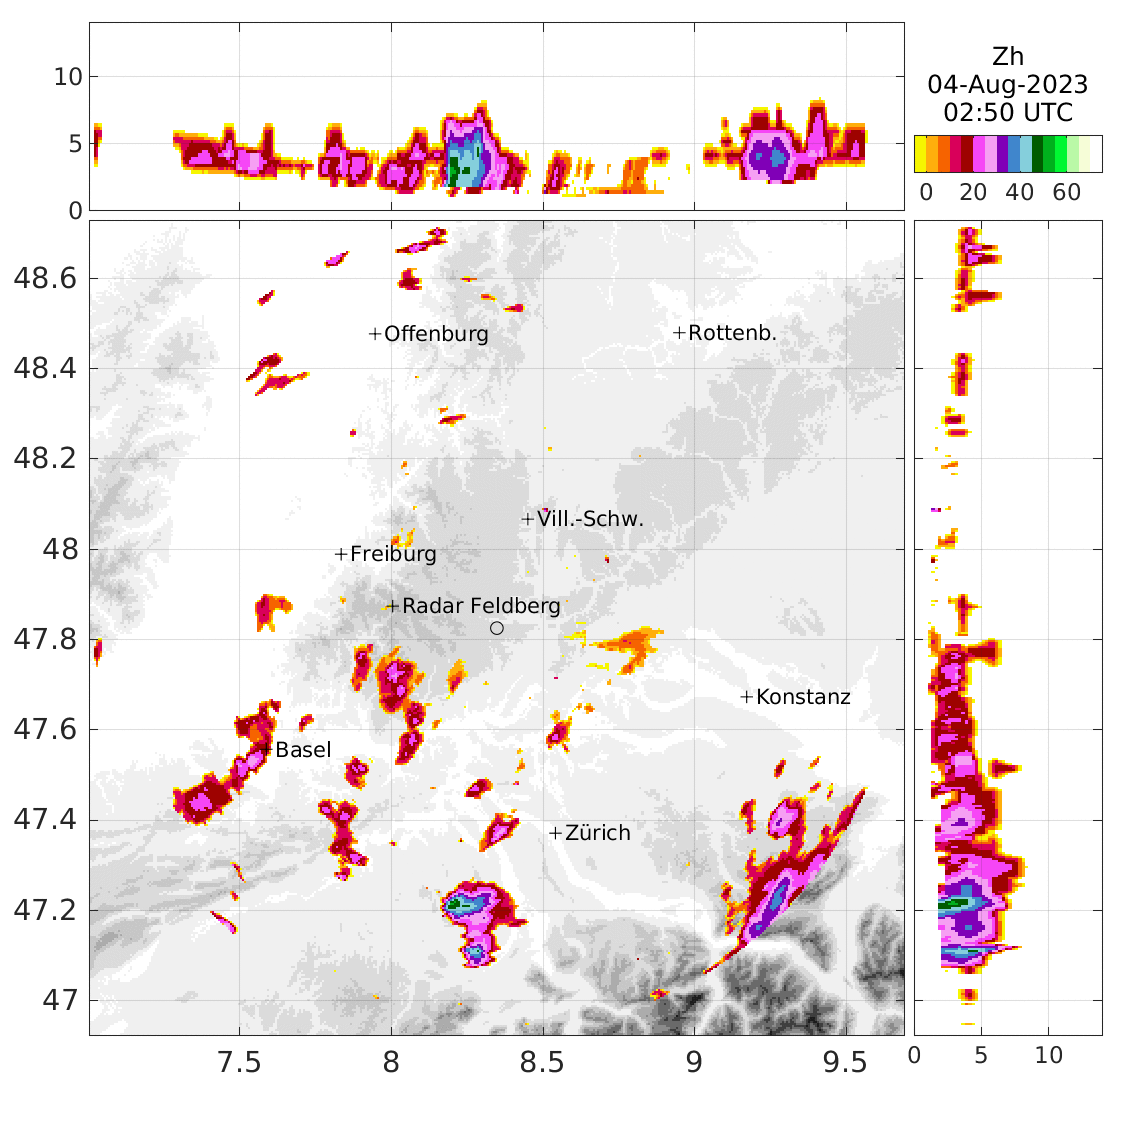 10
5
0
Zh
04-Aug-2023
02:50 UTC
0 20 40 60
48.6
48.4
48.2
48
47.8
47.6
47.4
47.2
47
+Offenburg
+Rottenb.
+Vill.-Schw.
+Freiburg
+Radar Feldberg
+Konstanz
+Basel
+Zürich
7.5 8 8.5 9 9.5
0 5 10